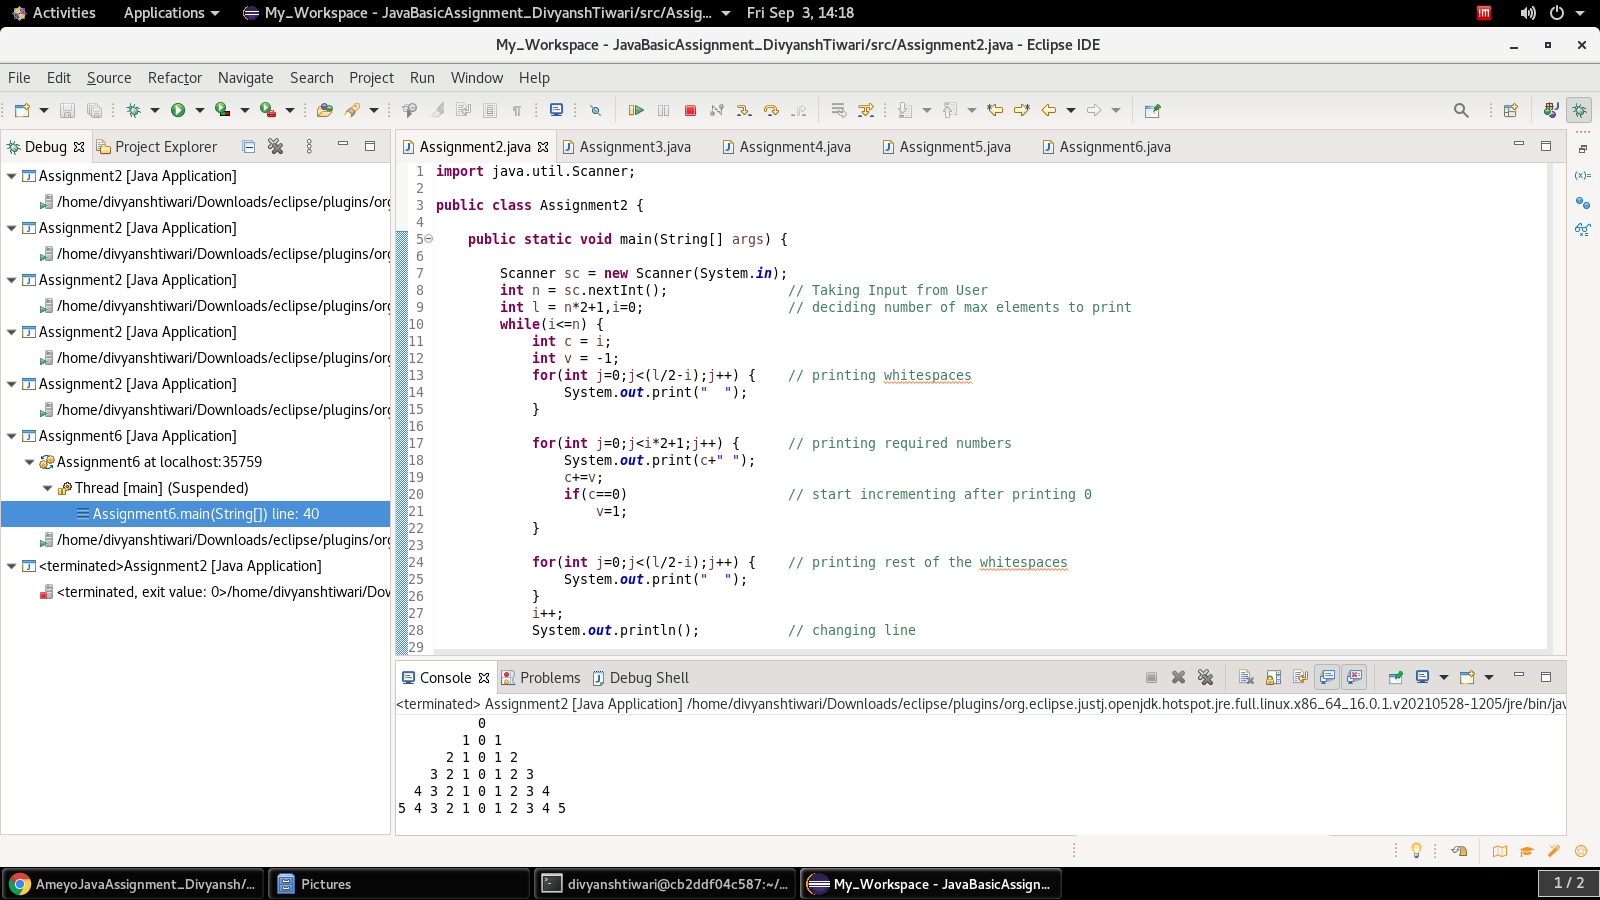 Activities Applications My_Workspace - JavaBasicAssignment_DivyanshTiwari/src/Assig... Fri Sep 3, 14:18
My_Workspace - JavaBasicAssignment_DivyanshTiwari/src/Assignment2.java - Eclipse IDE
File Edit Source Refactor Navigate Search Project Run Window Help
Debug Project Explorer
Assignment2 [Java Application]
/home/divyanshtiwari/Downloads/eclipse/plugins/org
Assignment2 [Java Application]
/home/divyanshtiwari/Downloads/eclipse/plugins/org
Assignment2 [Java Application]
/home/divyanshtiwari/Downloads/eclipse/plugins/org
Assignment2 [Java Application]
/home/divyanshtiwari/Downloads/eclipse/plugins/org
Assignment2 [Java Application]
/home/divyanshtiwari/Downloads/eclipse/plugins/org
Assignment6 [Java Application]
Assignment6 at localhost:35759
Thread [main] (Suspended)
Assignment6.main(String[]) line: 40
/home/divyanshtiwari/Downloads/eclipse/plugins/org
<terminated>Assignment2 [Java Application]
<terminated, exit value: 0>/home/divyanshtiwari/Dow
Assignment2.java Assignment3.java Assignment4.java Assignment5.java Assignment6.java
1 import java.util.Scanner;
2
3 public class Assignment2 {
4
5     public static void main(String[] args) {
6
7         Scanner sc = new Scanner(System.in);
8         int n = sc.nextInt();               // Taking Input from User
9         int l = n*2+1,i=0;                  // deciding number of max elements to print
10         while(i<=n) {
11             int c = i;
12             int v = -1;
13             for(int j=0;j<(l/2-i);j++) {    // printing whitespaces
14                 System.out.print("  ");
15             }
16
17             for(int j=0;j<i*2+1;j++) {      // printing required numbers
18                 System.out.print(c+" ");
19                 c+=v;
20                 if(c==0)                    // start incrementing after printing 0
21                     v=1;
22             }
23
24             for(int j=0;j<(l/2-i);j++) {    // printing rest of the whitespaces
25                 System.out.print("  ");
26             }
27             i++;
28             System.out.println();           // changing line
29
Console Problems Debug Shell
<terminated> Assignment2 [Java Application] /home/divyanshtiwari/Downloads/eclipse/plugins/org.eclipse.justj.openjdk.hotspot.jre.full.linux.x86_64_16.0.1.v20210528-1205/jre/bin/jav
          0
        1 0 1
      2 1 0 1 2
    3 2 1 0 1 2 3
  4 3 2 1 0 1 2 3 4
5 4 3 2 1 0 1 2 3 4 5
AmeyoJavaAssignment_Divyansh/... Pictures divyanshtiwari@cb2ddf04c587:~/... My_Workspace - JavaBasicAssign... 1 / 2